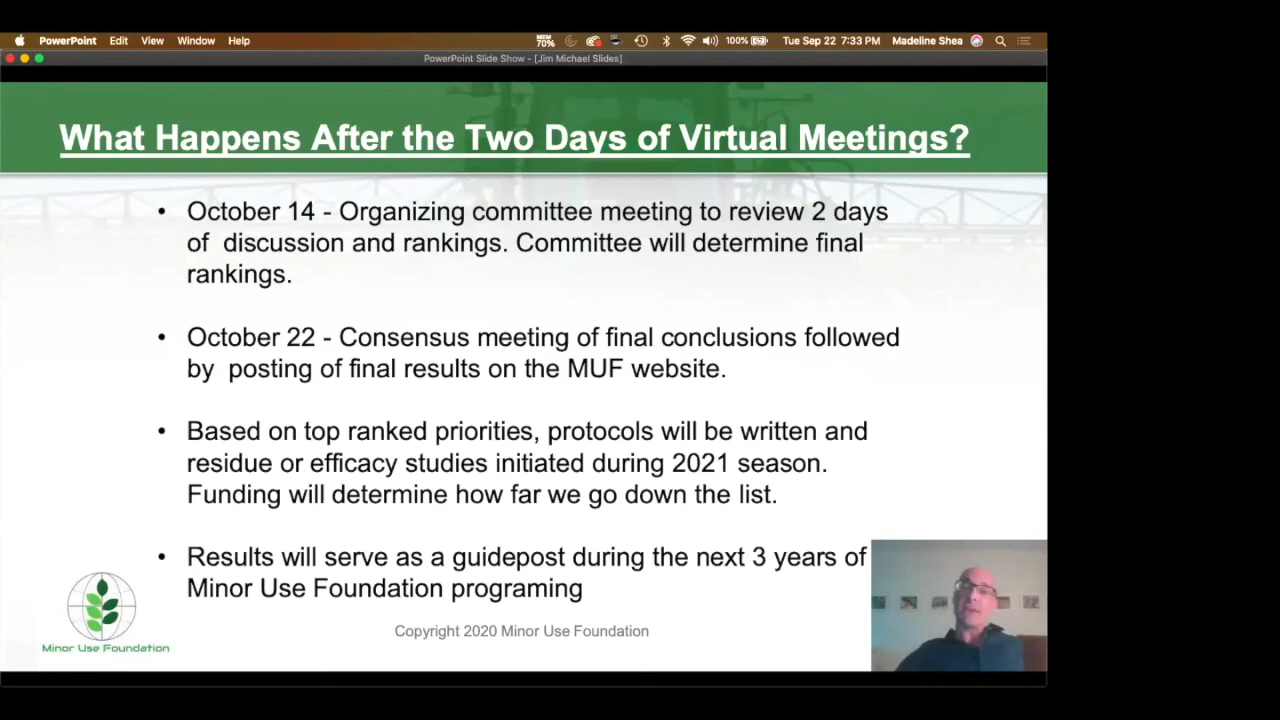 PowerPoint Edit View Window Help MEM 70% 100% Tue Sep 22 7:33 PM Madeline Shea
PowerPoint Slide Show - [Jim Michael Slides]
What Happens After the Two Days of Virtual Meetings?
• October 14 - Organizing committee meeting to review 2 days
of discussion and rankings. Committee will determine final
rankings.
• October 22 - Consensus meeting of final conclusions followed
by posting of final results on the MUF website.
• Based on top ranked priorities, protocols will be written and
residue or efficacy studies initiated during 2021 season.
Funding will determine how far we go down the list.
• Results will serve as a guidepost during the next 3 years of
Minor Use Foundation programing
Copyright 2020 Minor Use Foundation
Minor Use Foundation